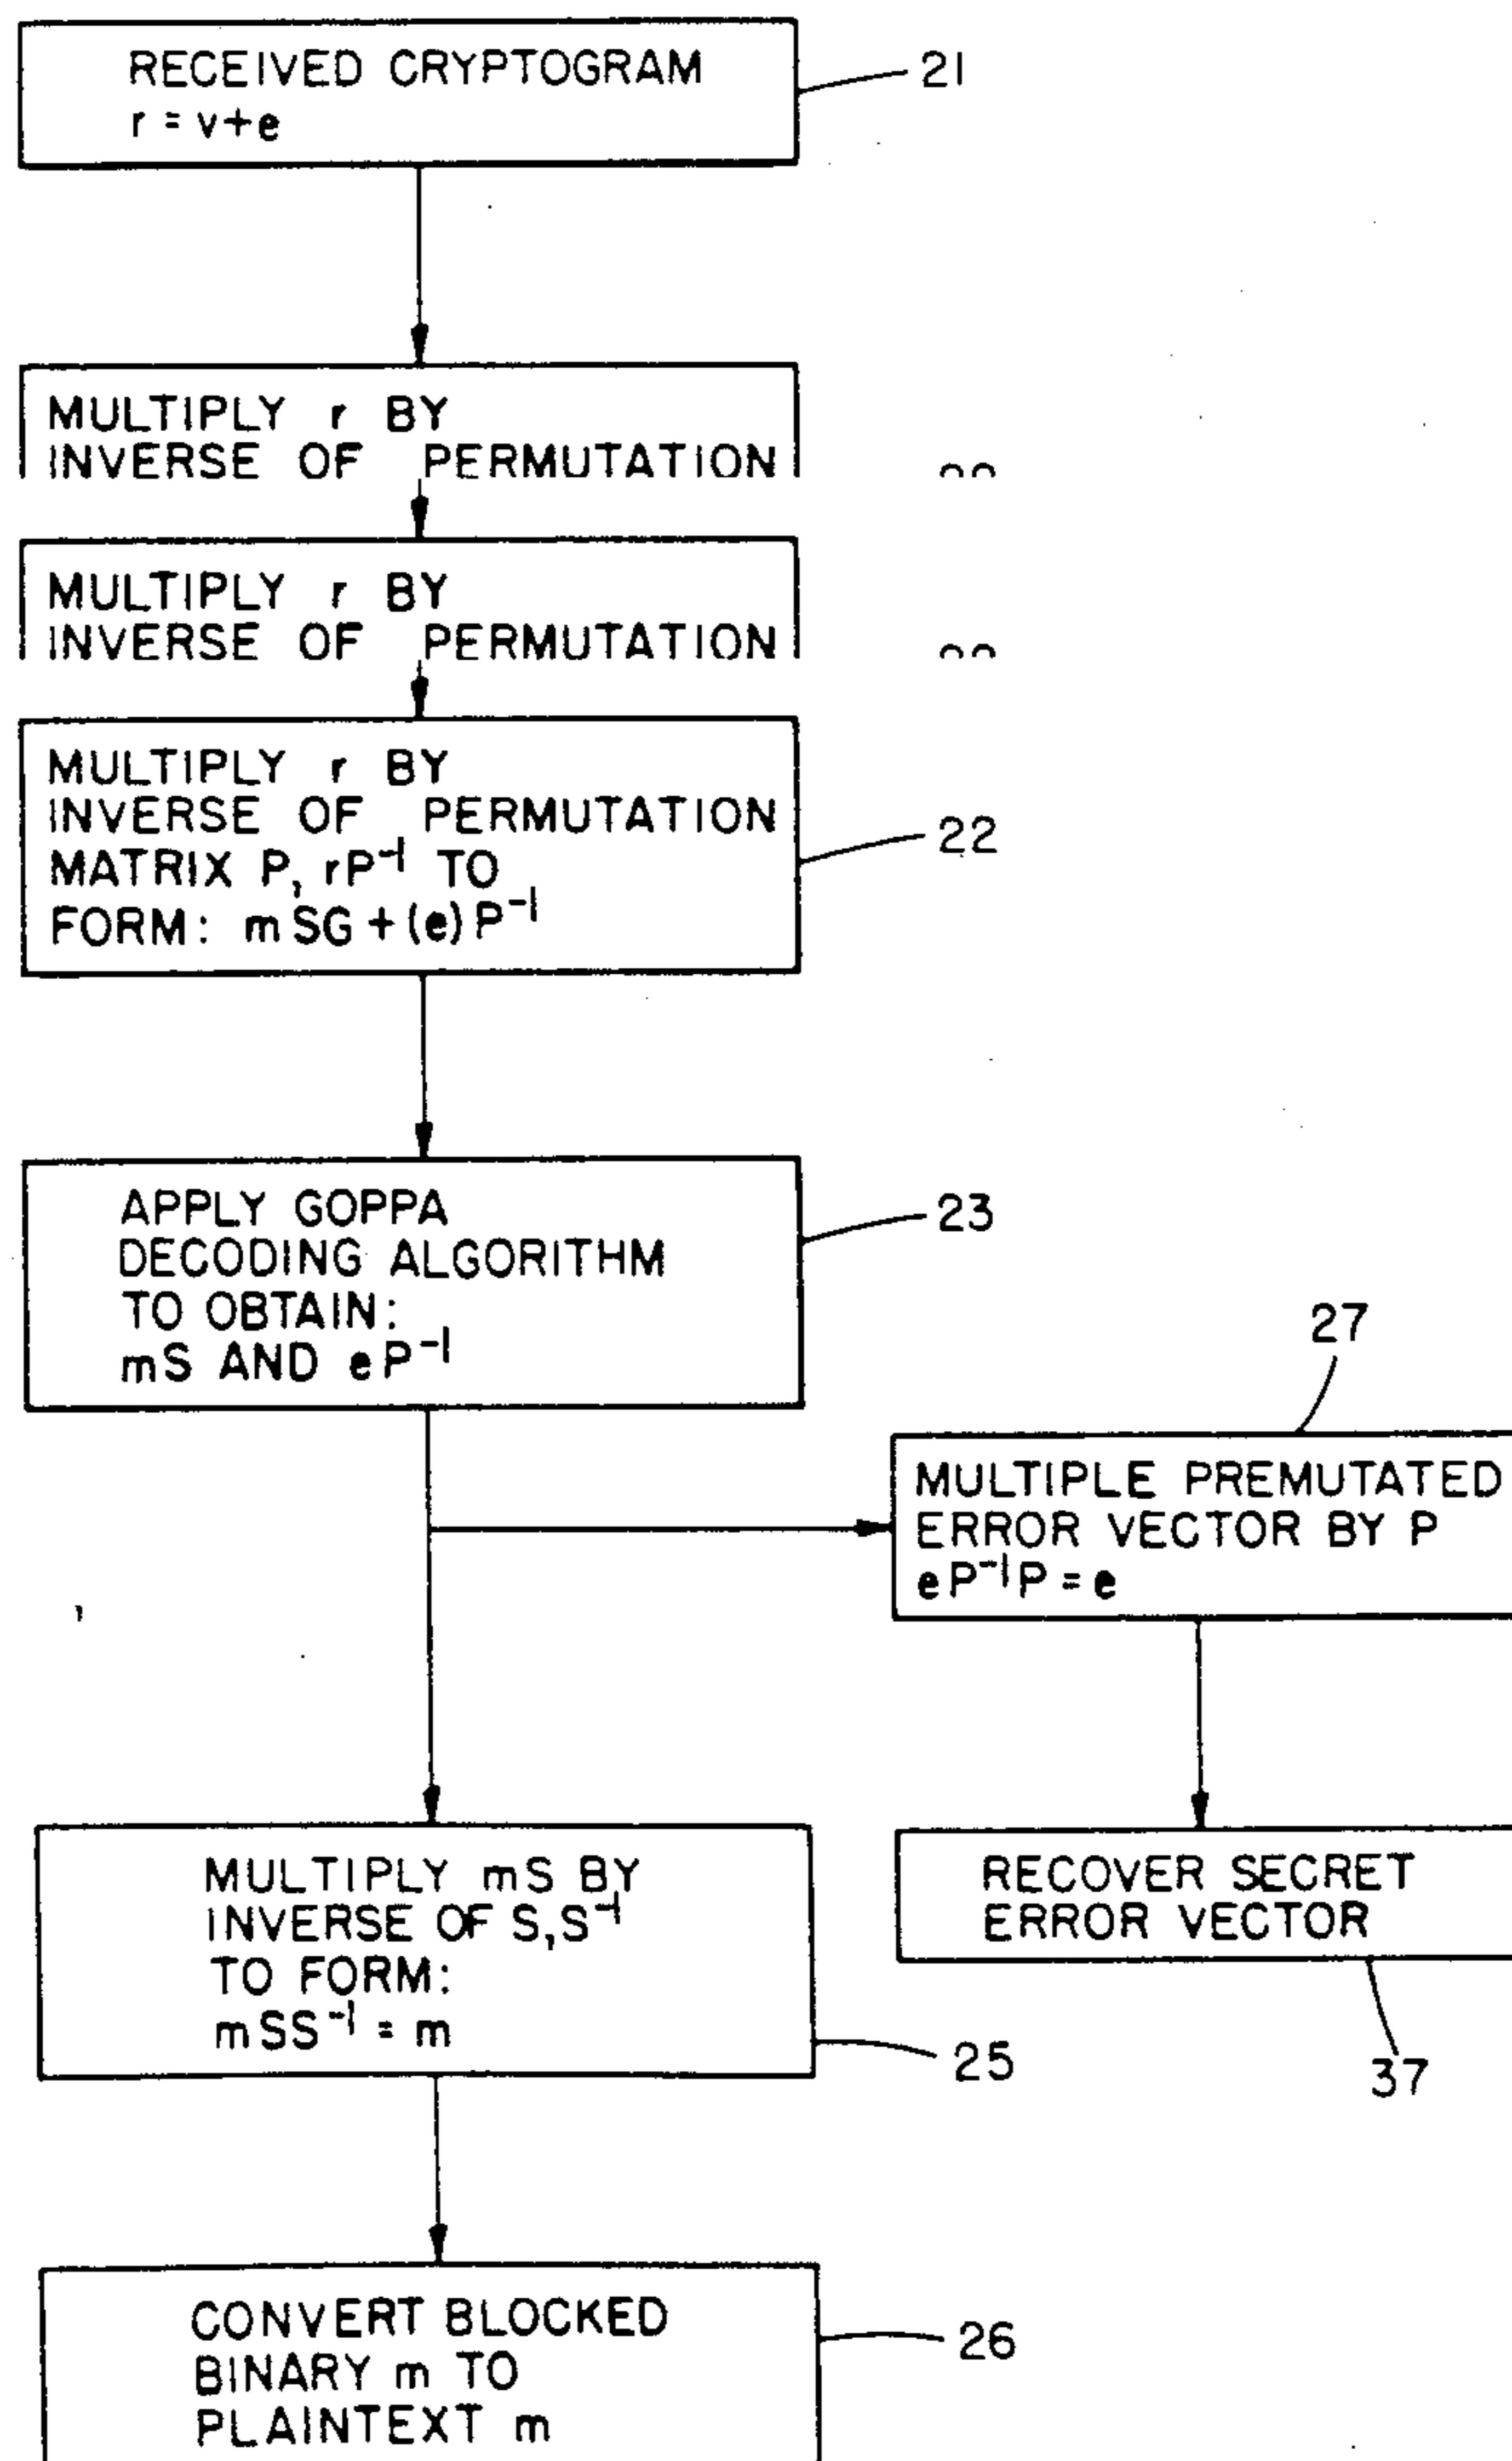 RECEIVED CRYPTOGRAM
r = v+e
21
MULTIPLY r BY
INVERSE OF PERMUTATION
MULTIPLY r BY
INVERSE OF PERMUTATION
MULTIPLY r BY
INVERSE OF PERMUTATION
MATRIX P, rP⁻¹ TO
FORM: mSG + (e)P⁻¹
22
APPLY GOPPA
DECODING ALGORITHM
TO OBTAIN:
mS AND eP⁻¹
23
27
MULTIPLE PREMUTATED
ERROR VECTOR BY P
eP⁻¹P = e
MULTIPLY mS BY
INVERSE OF S, S⁻¹
TO FORM:
mSS⁻¹ = m
25
RECOVER SECRET
ERROR VECTOR
37
CONVERT BLOCKED
BINARY m TO
PLAINTEXT m
26